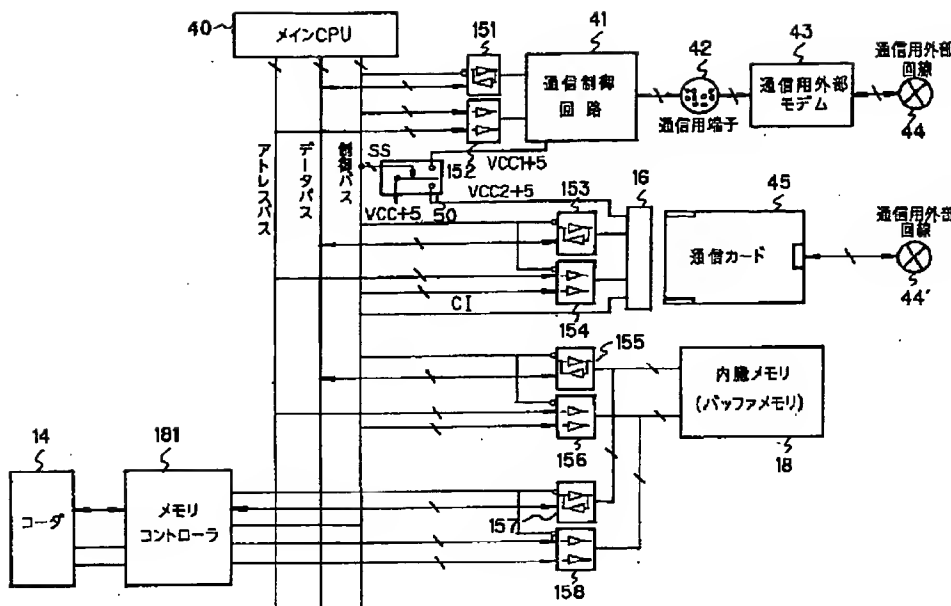 40
メインCPU
151
41
通信制御
回路
42
通信用端子
43
通信用外部
モデム
通信用外部
回線
44
アドレスバス
データバス
制御バス
SS
152
VCC1+5
VCC+5
50
VCC2+5
153
16
45
通信カード
通信用外部
回線
44'
CI
154
155
内臓メモリ
(バッファメモリ)
18
156
14
コーダ
181
メモリ
コントローラ
157
158